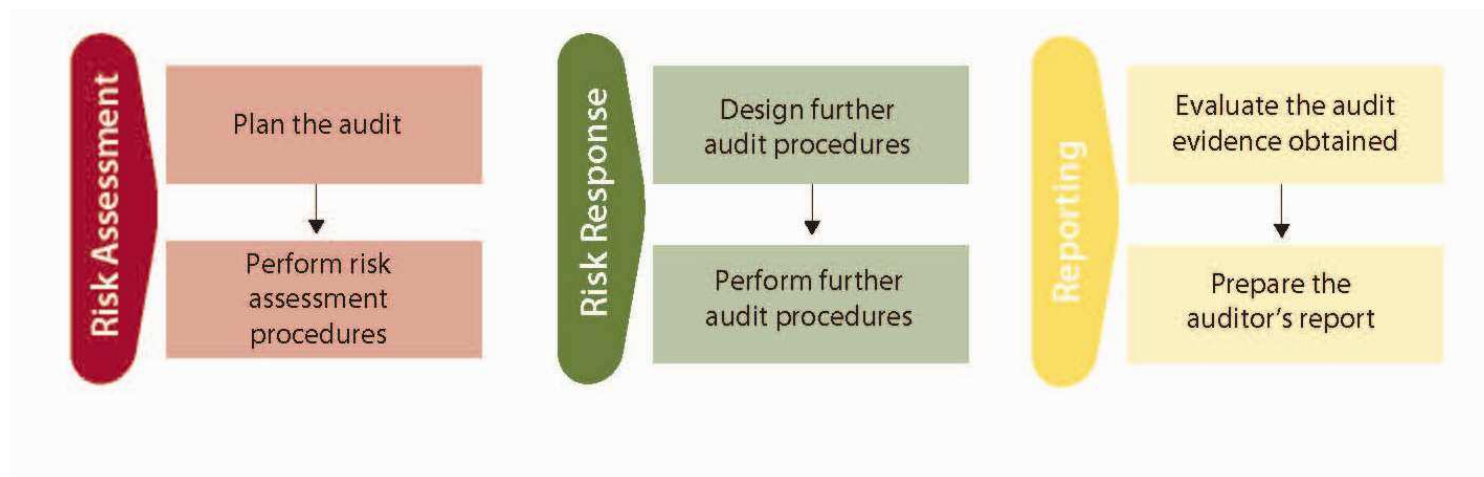 Risk Assessment
Plan the audit
Perform risk
assessment
procedures
Risk Response
Design further
audit procedures
Perform further
audit procedures
Reporting
Evaluate the audit
evidence obtained
Prepare the
auditor’s report